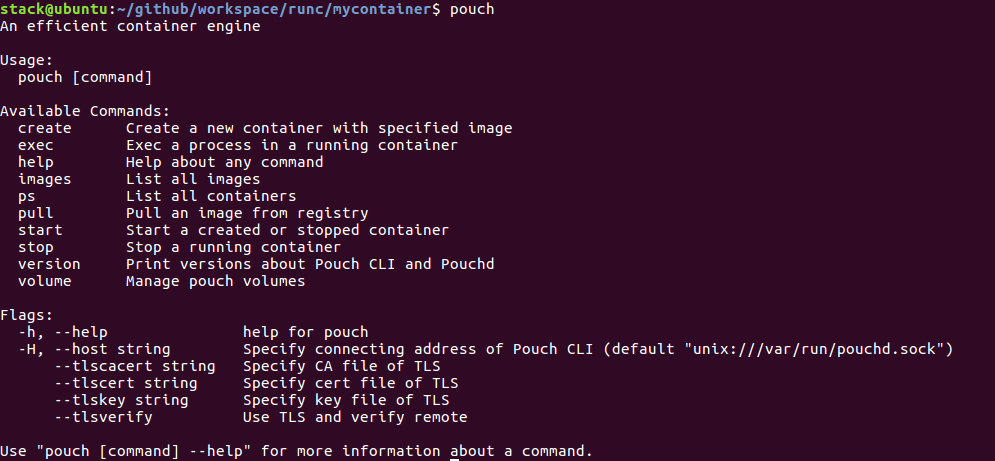 stack@ubuntu:~/github/workspace/runc/mycontainer$ pouch
An efficient container engine

Usage:
  pouch [command]

Available Commands:
  create      Create a new container with specified image
  exec        Exec a process in a running container
  help        Help about any command
  images      List all images
  ps          List all containers
  pull        Pull an image from registry
  start       Start a created or stopped container
  stop        Stop a running container
  version     Print versions about Pouch CLI and Pouchd
  volume      Manage pouch volumes

Flags:
  -h, --help               help for pouch
  -H, --host string        Specify connecting address of Pouch CLI (default "unix:///var/run/pouchd.sock")
      --tlscacert string   Specify CA file of TLS
      --tlscert string     Specify cert file of TLS
      --tlskey string      Specify key file of TLS
      --tlsverify          Use TLS and verify remote

Use "pouch [command] --help" for more information about a command.